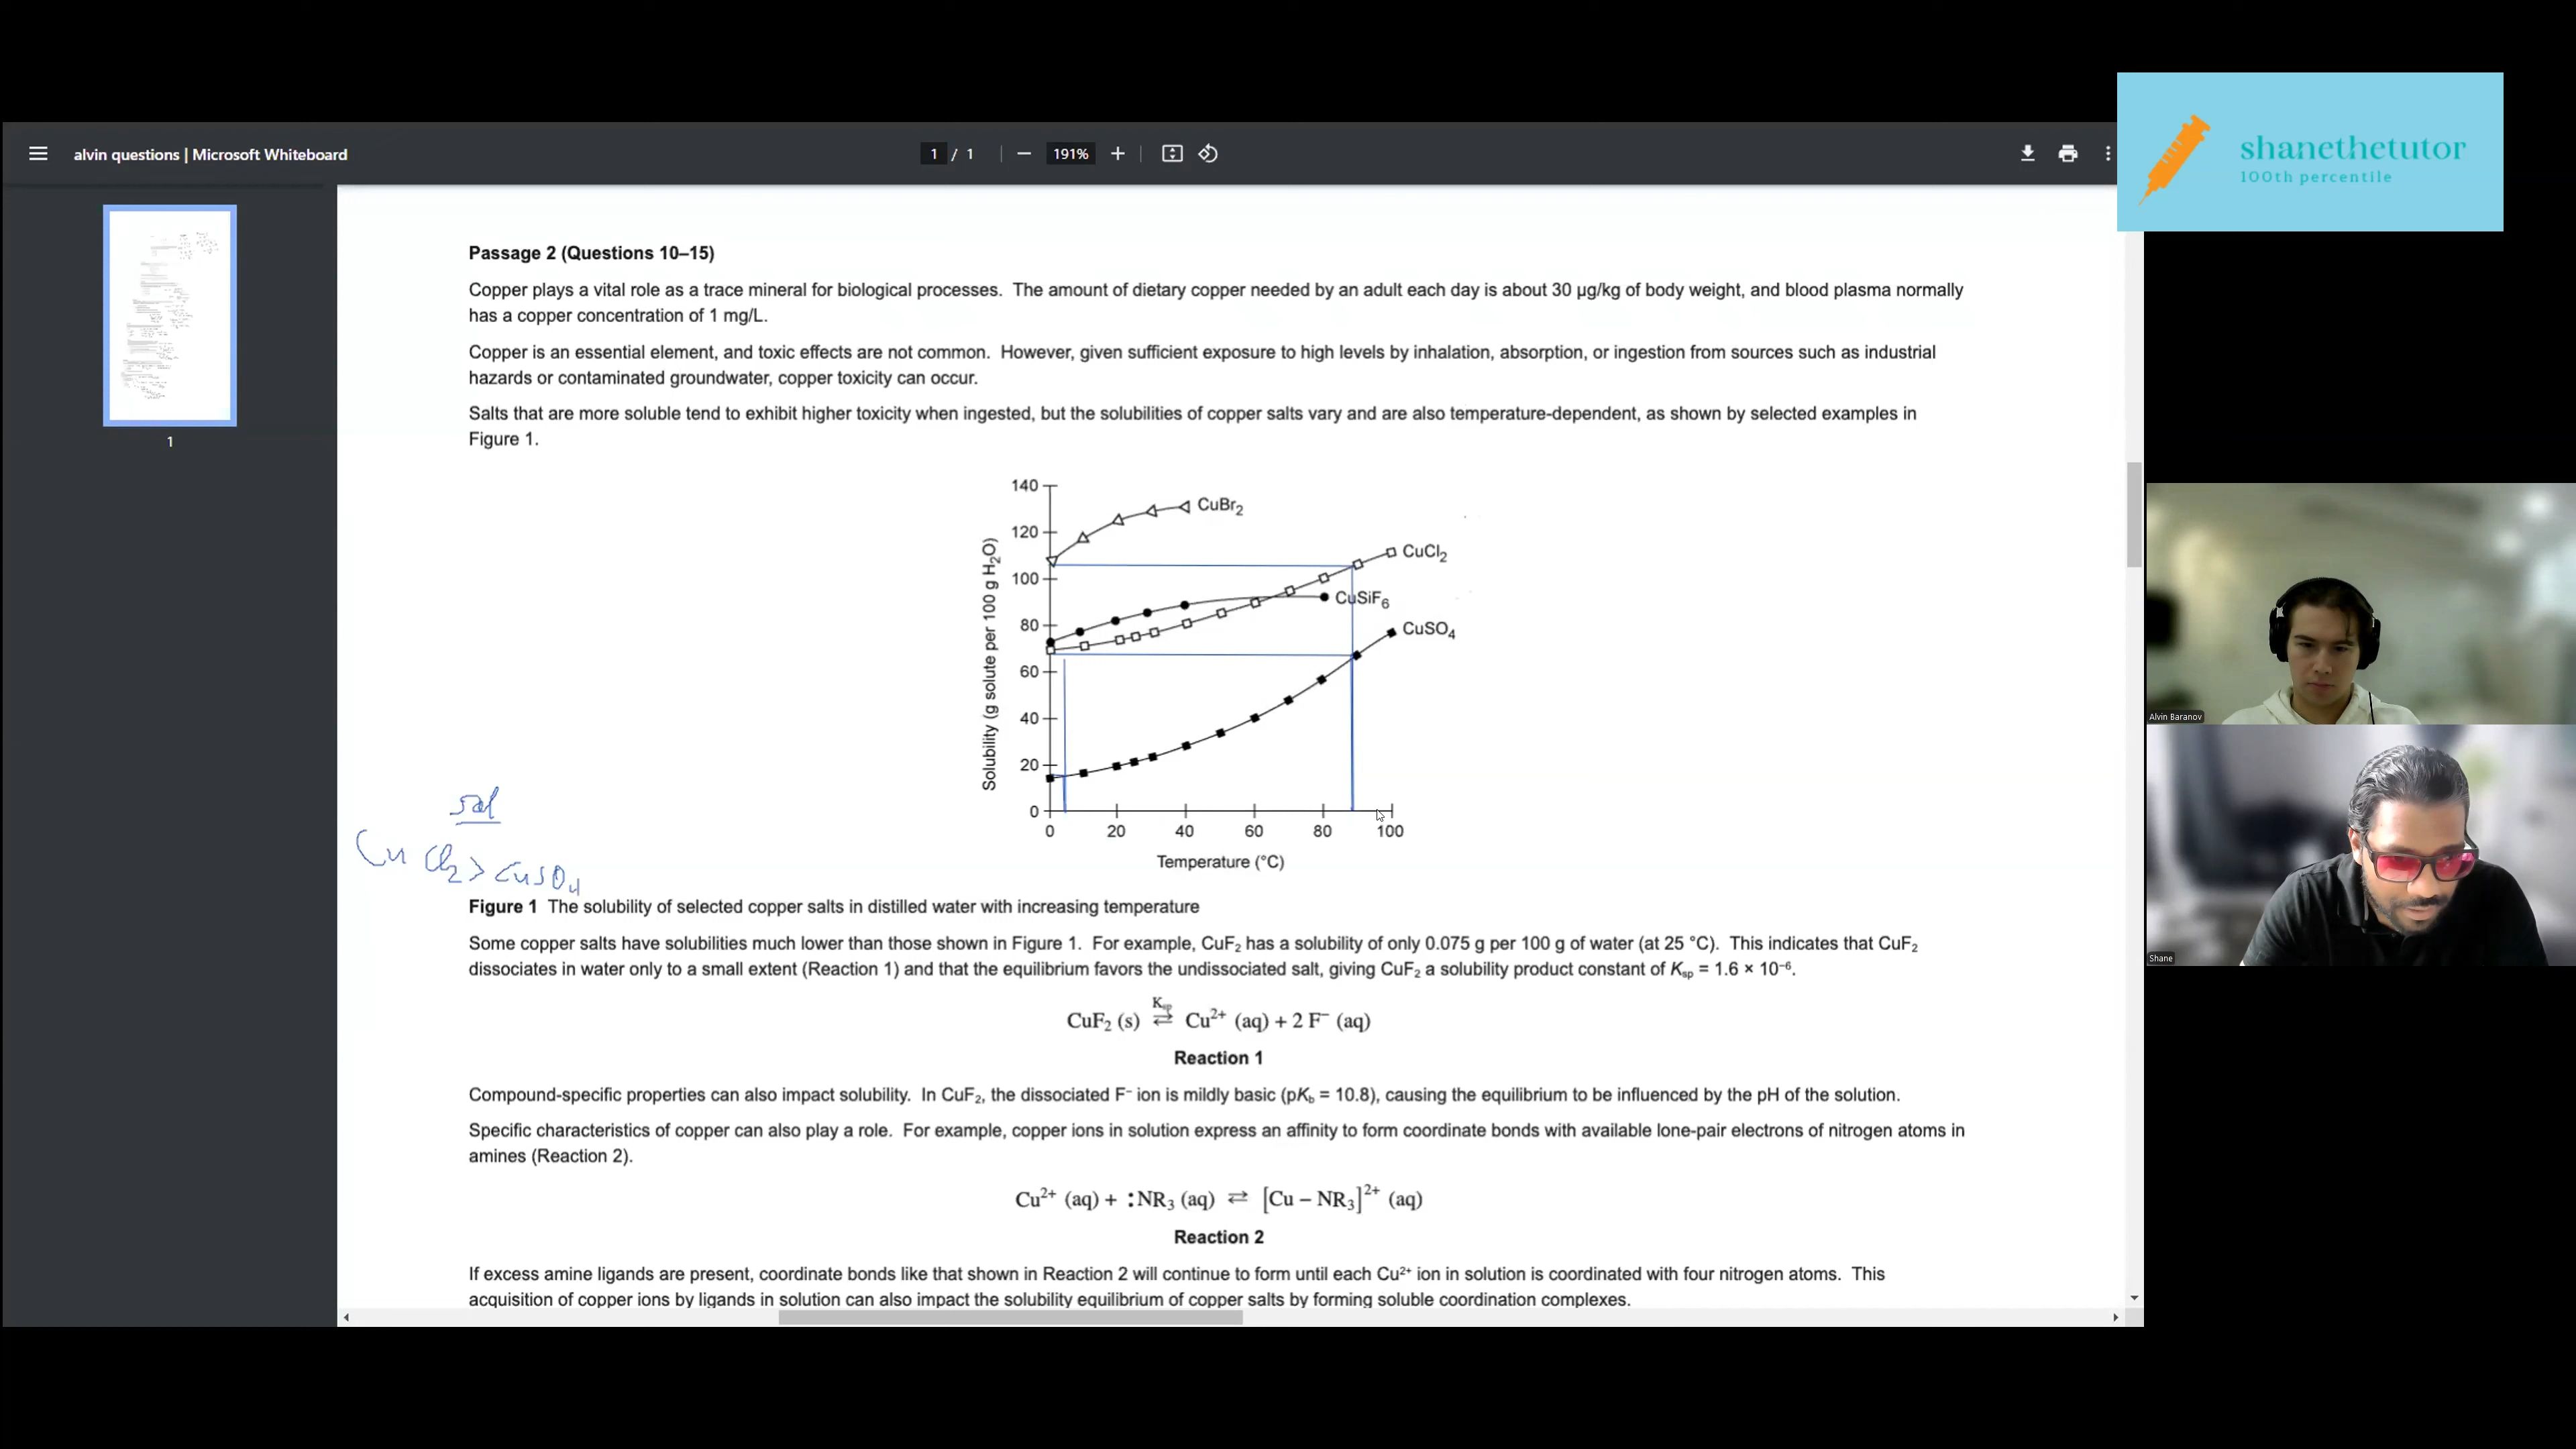 alvin questions | Microsoft Whiteboard
1 / 1
191%
shanethetutor
100th percentile
1
Passage 2 (Questions 10–15)
Copper plays a vital role as a trace mineral for biological processes. The amount of dietary copper needed by an adult each day is about 30 µg/kg of body weight, and blood plasma normally
has a copper concentration of 1 mg/L.
Copper is an essential element, and toxic effects are not common. However, given sufficient exposure to high levels by inhalation, absorption, or ingestion from sources such as industrial
hazards or contaminated groundwater, copper toxicity can occur.
Salts that are more soluble tend to exhibit higher toxicity when ingested, but the solubilities of copper salts vary and are also temperature-dependent, as shown by selected examples in
Figure 1.
Solubility (g solute per 100 g H₂O)
140
120
100
80
60
40
20
0
CuBr₂
CuCl₂
CuSiF₆
CuSO₄
0 20 40 60 80 100
Temperature (°C)
sol
CuCl₂ > CuSO₄
Figure 1 The solubility of selected copper salts in distilled water with increasing temperature
Some copper salts have solubilities much lower than those shown in Figure 1. For example, CuF₂ has a solubility of only 0.075 g per 100 g of water (at 25 °C). This indicates that CuF₂
dissociates in water only to a small extent (Reaction 1) and that the equilibrium favors the undissociated salt, giving CuF₂ a solubility product constant of Kₛₚ = 1.6 × 10⁻⁶.
Kₛₚ
CuF₂ (s) ⇄ Cu²⁺ (aq) + 2 F⁻ (aq)
Reaction 1
Compound-specific properties can also impact solubility. In CuF₂, the dissociated F⁻ ion is mildly basic (pK_b = 10.8), causing the equilibrium to be influenced by the pH of the solution.
Specific characteristics of copper can also play a role. For example, copper ions in solution express an affinity to form coordinate bonds with available lone-pair electrons of nitrogen atoms in
amines (Reaction 2).
Cu²⁺ (aq) + :NR₃ (aq) ⇄ [Cu – NR₃]²⁺ (aq)
Reaction 2
If excess amine ligands are present, coordinate bonds like that shown in Reaction 2 will continue to form until each Cu²⁺ ion in solution is coordinated with four nitrogen atoms. This
acquisition of copper ions by ligands in solution can also impact the solubility equilibrium of copper salts by forming soluble coordination complexes.
Alvin Baranov
Shane